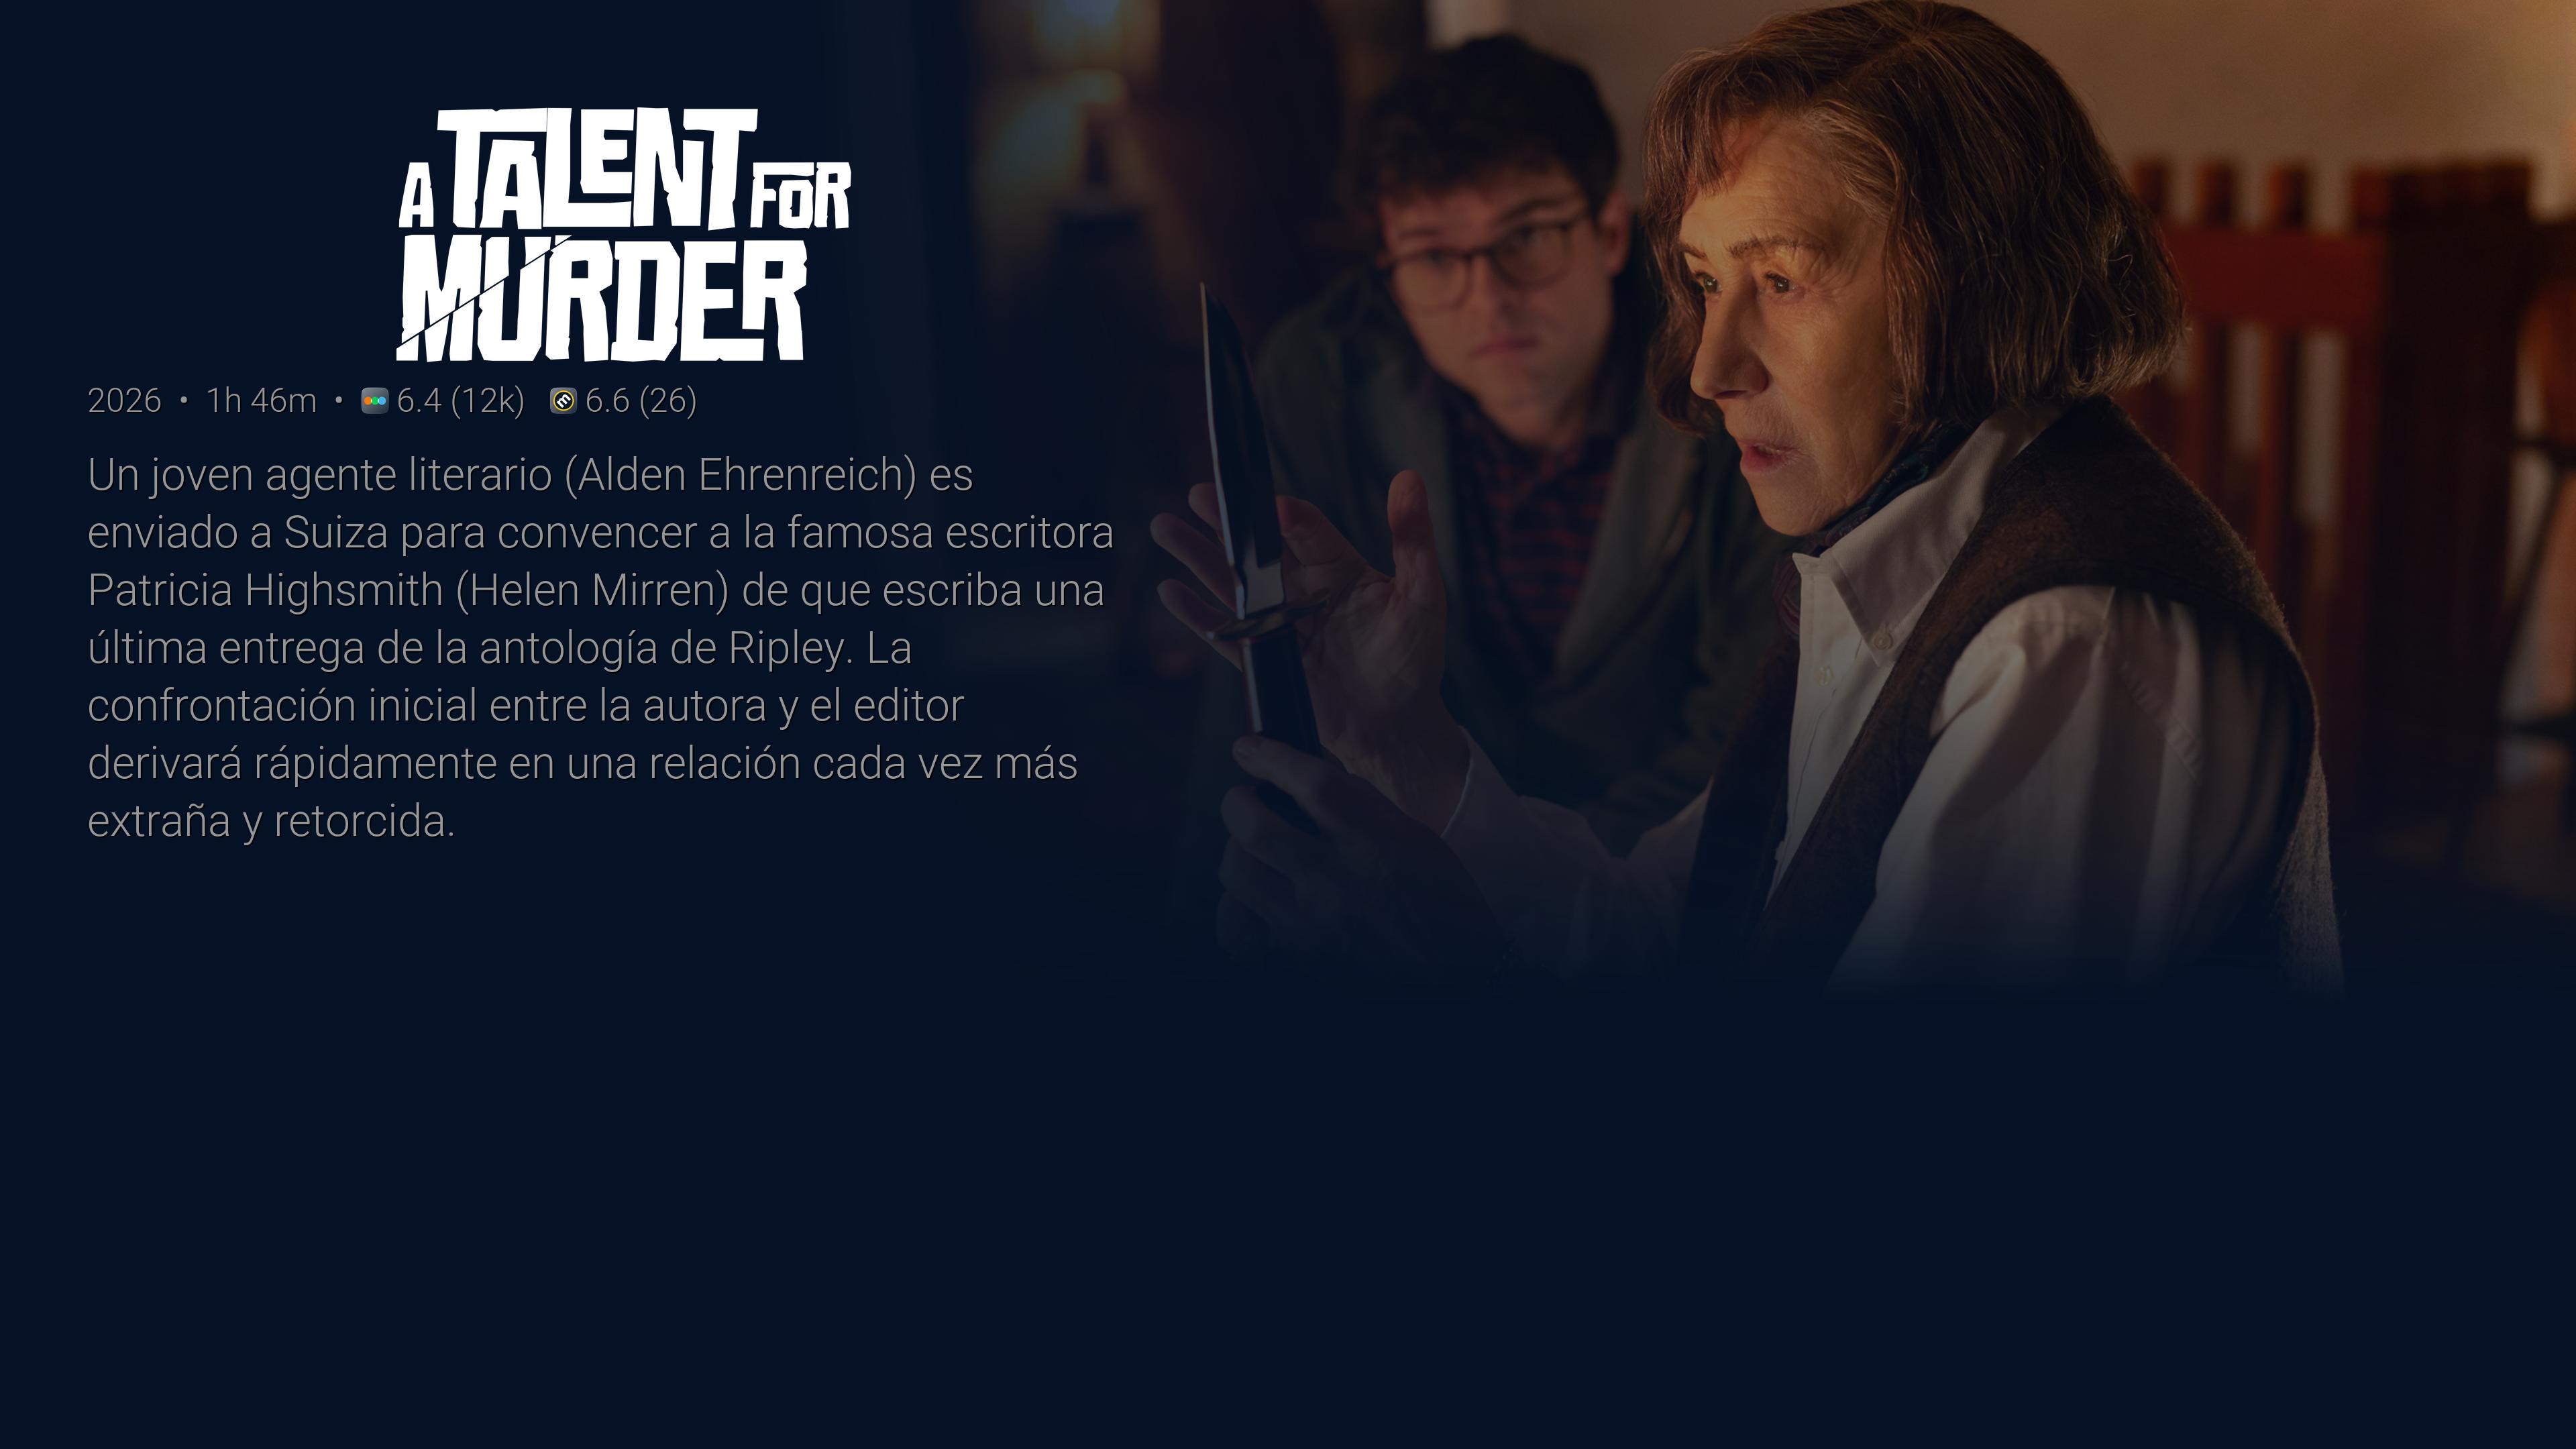 A TALENT FOR
MURDER
2026 • 1h 46m • 6.4 (12k) 6.6 (26)
Un joven agente literario (Alden Ehrenreich) es
enviado a Suiza para convencer a la famosa escritora
Patricia Highsmith (Helen Mirren) de que escriba una
última entrega de la antología de Ripley. La
confrontación inicial entre la autora y el editor
derivará rápidamente en una relación cada vez más
extraña y retorcida.